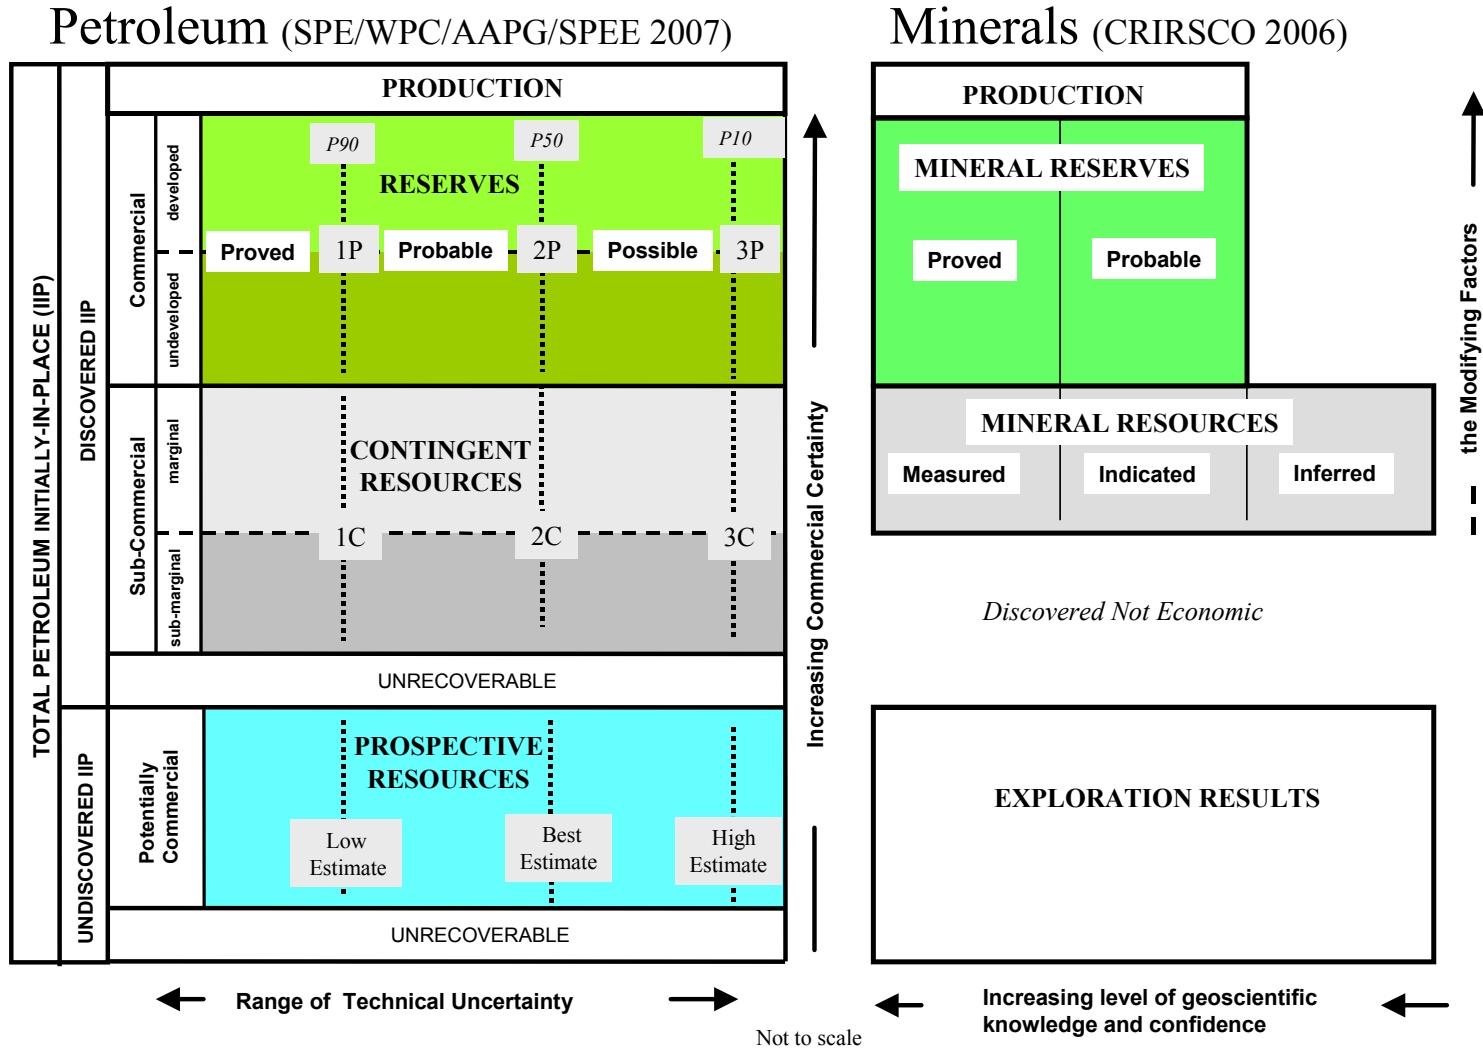 Petroleum (SPE/WPC/AAPG/SPEE 2007)
TOTAL PETROLEUM INITIALLY-IN-PLACE (IIP)
DISCOVERED IIP
UNDISCOVERED IIP
PRODUCTION
Commercial
developed
undeveloped
P90
P50
P10
RESERVES
Proved
1P
Probable
2P
Possible
3P
Sub-Commercial
marginal
sub-marginal
CONTINGENT
RESOURCES
1C
2C
3C
UNRECOVERABLE
Potentially
Commercial
PROSPECTIVE
RESOURCES
Low
Estimate
Best
Estimate
High
Estimate
UNRECOVERABLE
Range of Technical Uncertainty
Increasing Commercial Certainty
Minerals (CRIRSCO 2006)
PRODUCTION
MINERAL RESERVES
Proved
Probable
MINERAL RESOURCES
Measured
Indicated
Inferred
Discovered Not Economic
EXPLORATION RESULTS
the Modifying Factors
Increasing level of geoscientific
knowledge and confidence
Not to scale